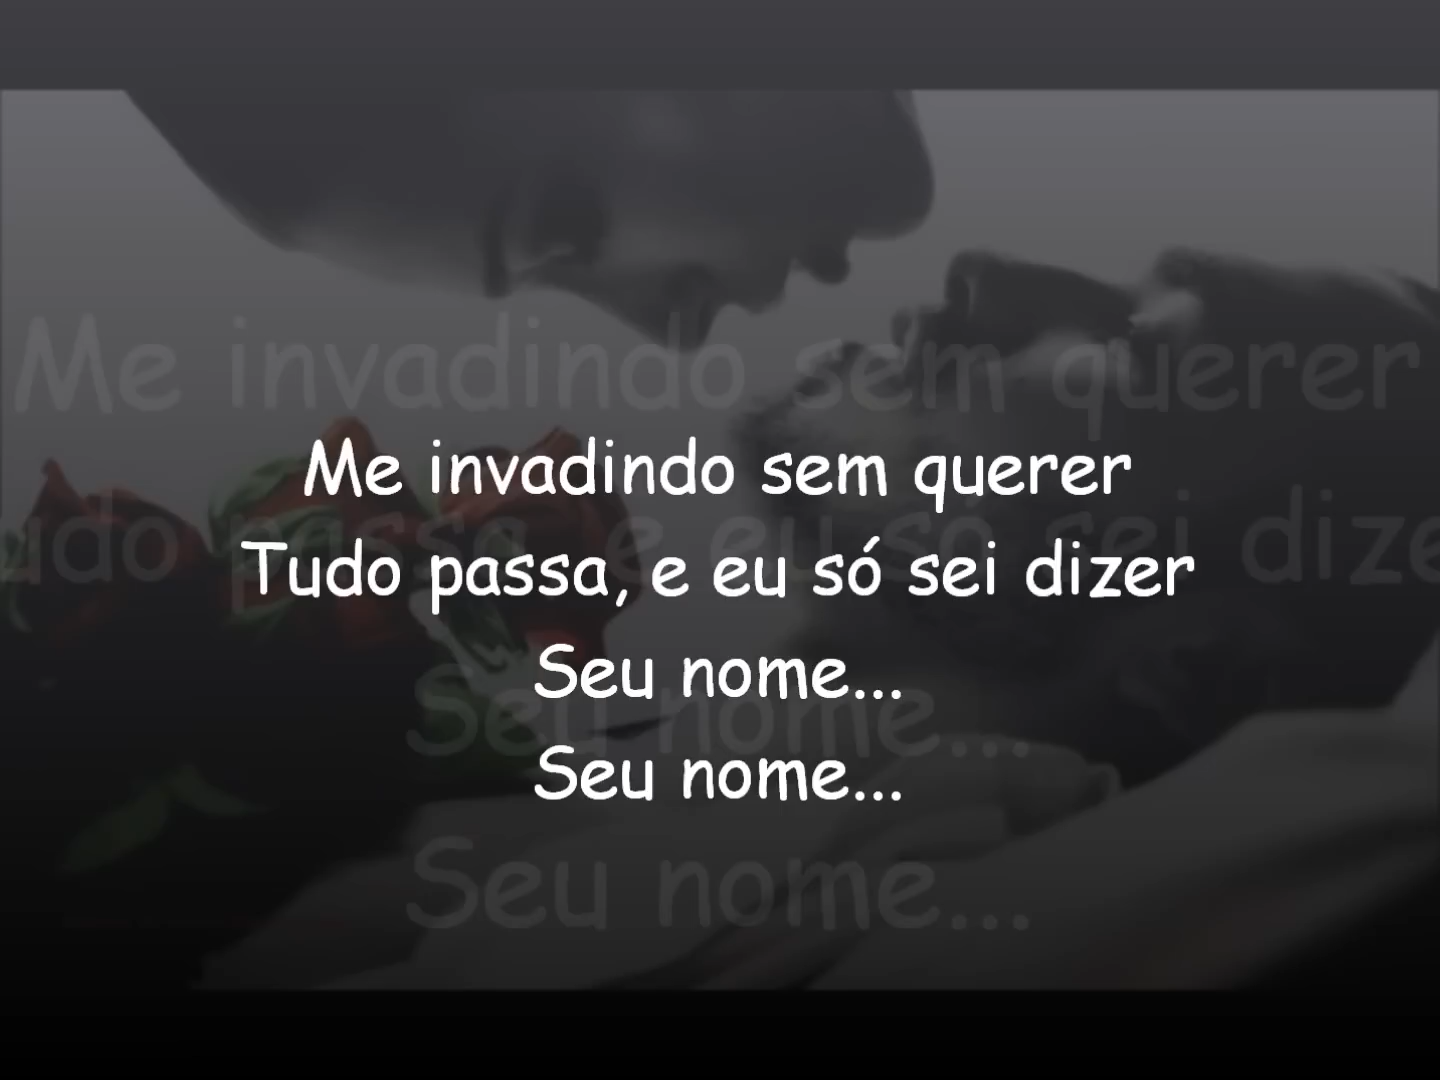 Me invadindo sem querer
Tudo passa, e eu só sei dizer
Seu nome...
Seu nome...